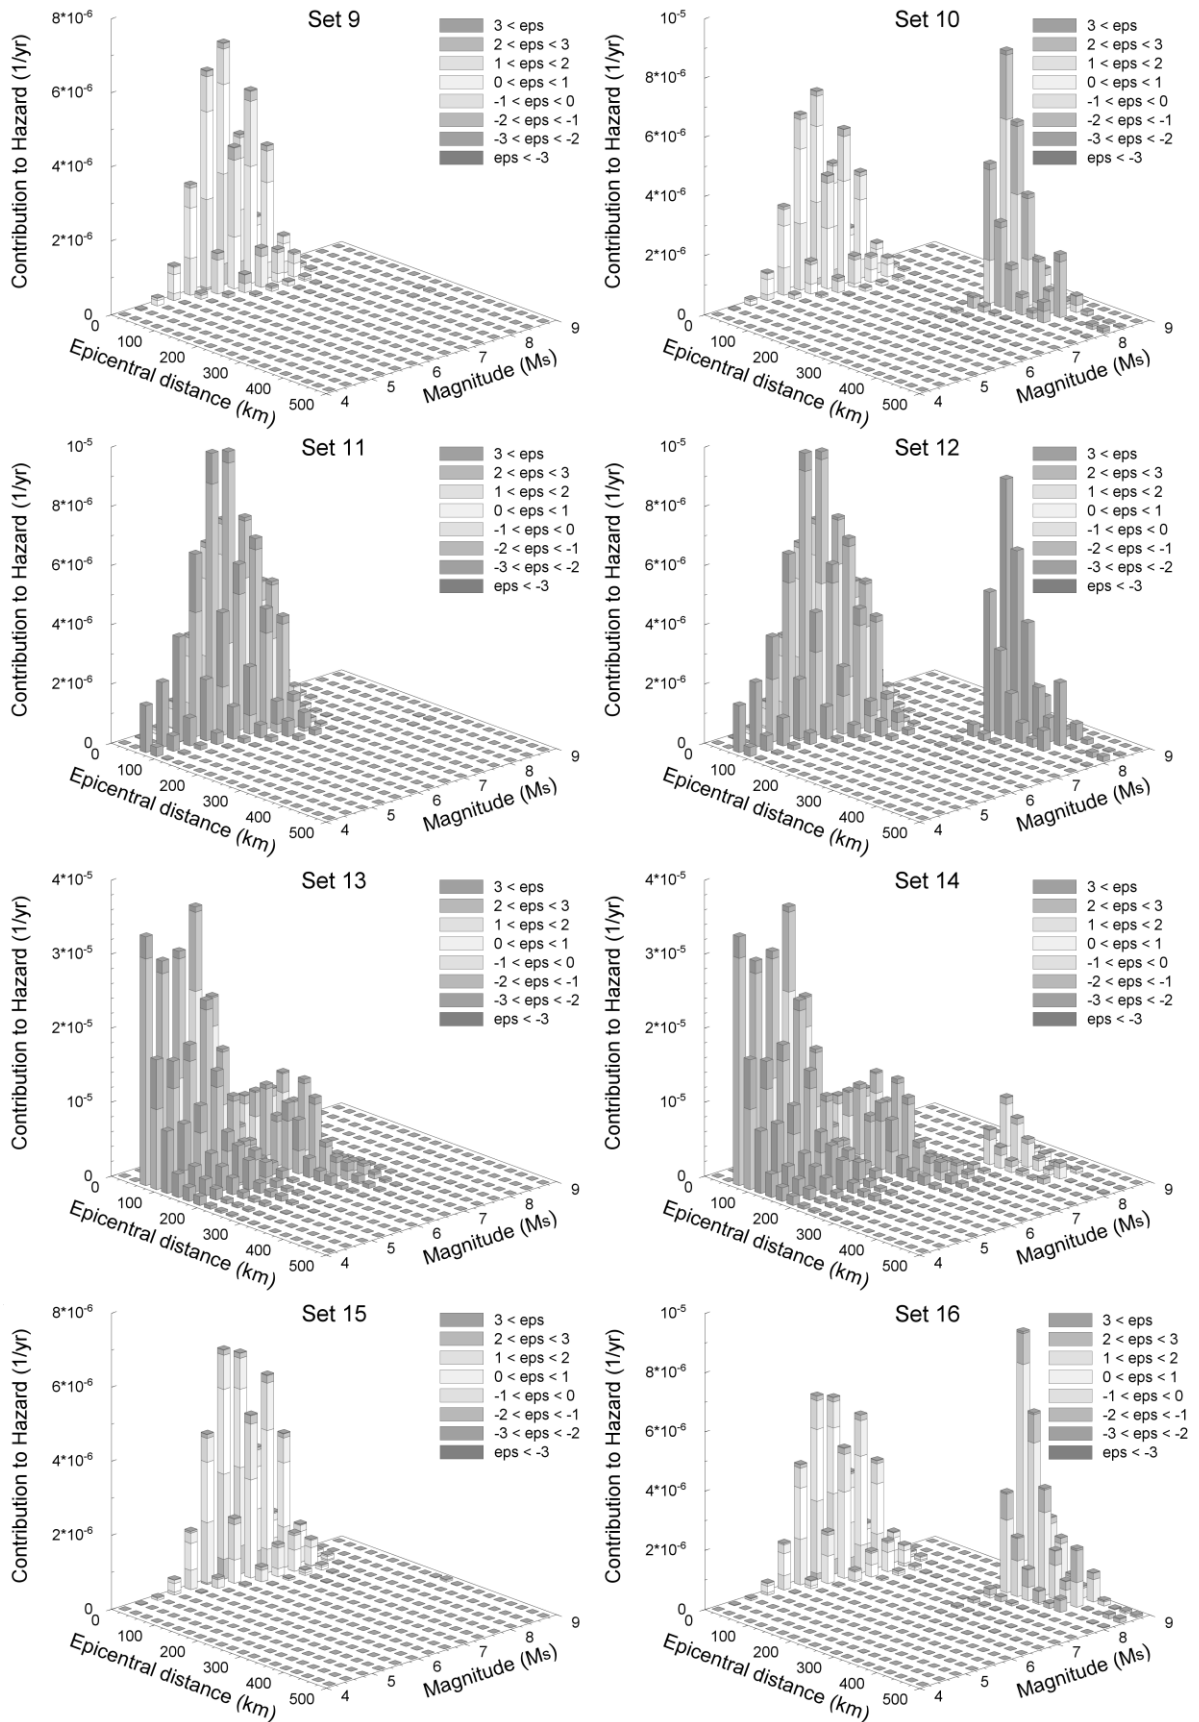 Set 9
Contribution to Hazard (1/yr)
8*10-6
6*10-6
4*10-6
2*10-6
0
0
100
200
300
400
500
Epicentral distance (km)
4
5
6
7
8
9
Magnitude (Ms)
3 < eps
2 < eps < 3
1 < eps < 2
0 < eps < 1
-1 < eps < 0
-2 < eps < -1
-3 < eps < -2
eps < -3
Set 10
Contribution to Hazard (1/yr)
10-5
8*10-6
6*10-6
4*10-6
2*10-6
0
0
100
200
300
400
500
Epicentral distance (km)
4
5
6
7
8
9
Magnitude (Ms)
3 < eps
2 < eps < 3
1 < eps < 2
0 < eps < 1
-1 < eps < 0
-2 < eps < -1
-3 < eps < -2
eps < -3
Set 11
Contribution to Hazard (1/yr)
10-5
8*10-6
6*10-6
4*10-6
2*10-6
0
0
100
200
300
400
500
Epicentral distance (km)
4
5
6
7
8
9
Magnitude (Ms)
3 < eps
2 < eps < 3
1 < eps < 2
0 < eps < 1
-1 < eps < 0
-2 < eps < -1
-3 < eps < -2
eps < -3
Set 12
Contribution to Hazard (1/yr)
10-5
8*10-6
6*10-6
4*10-6
2*10-6
0
0
100
200
300
400
500
Epicentral distance (km)
4
5
6
7
8
9
Magnitude (Ms)
3 < eps
2 < eps < 3
1 < eps < 2
0 < eps < 1
-1 < eps < 0
-2 < eps < -1
-3 < eps < -2
eps < -3
Set 13
Contribution to Hazard (1/yr)
4*10-5
3*10-5
2*10-5
10-5
0
0
100
200
300
400
500
Epicentral distance (km)
4
5
6
7
8
9
Magnitude (Ms)
3 < eps
2 < eps < 3
1 < eps < 2
0 < eps < 1
-1 < eps < 0
-2 < eps < -1
-3 < eps < -2
eps < -3
Set 14
Contribution to Hazard (1/yr)
4*10-5
3*10-5
2*10-5
10-5
0
0
100
200
300
400
500
Epicentral distance (km)
4
5
6
7
8
9
Magnitude (Ms)
3 < eps
2 < eps < 3
1 < eps < 2
0 < eps < 1
-1 < eps < 0
-2 < eps < -1
-3 < eps < -2
eps < -3
Set 15
Contribution to Hazard (1/yr)
8*10-6
6*10-6
4*10-6
2*10-6
0
0
100
200
300
400
500
Epicentral distance (km)
4
5
6
7
8
9
Magnitude (Ms)
3 < eps
2 < eps < 3
1 < eps < 2
0 < eps < 1
-1 < eps < 0
-2 < eps < -1
-3 < eps < -2
eps < -3
Set 16
Contribution to Hazard (1/yr)
10-5
8*10-6
6*10-6
4*10-6
2*10-6
0
0
100
200
300
400
500
Epicentral distance (km)
4
5
6
7
8
9
Magnitude (Ms)
3 < eps
2 < eps < 3
1 < eps < 2
0 < eps < 1
-1 < eps < 0
-2 < eps < -1
-3 < eps < -2
eps < -3